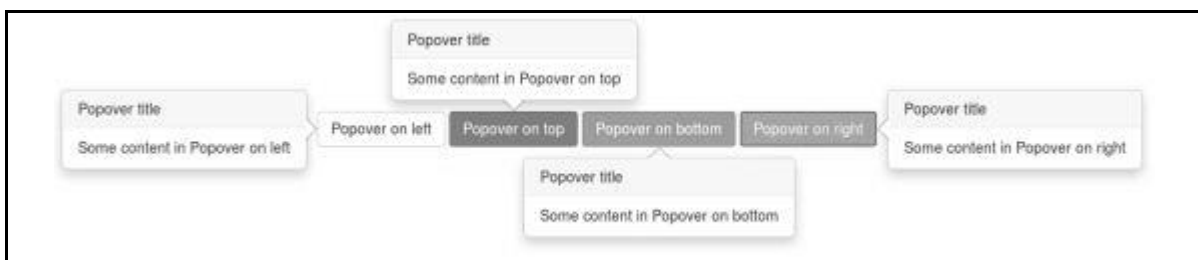 Popover title
Some content in Popover on top
Popover title
Some content in Popover on left
Popover on left
Popover on top
Popover on bottom
Popover on right
Popover title
Some content in Popover on right
Popover title
Some content in Popover on bottom